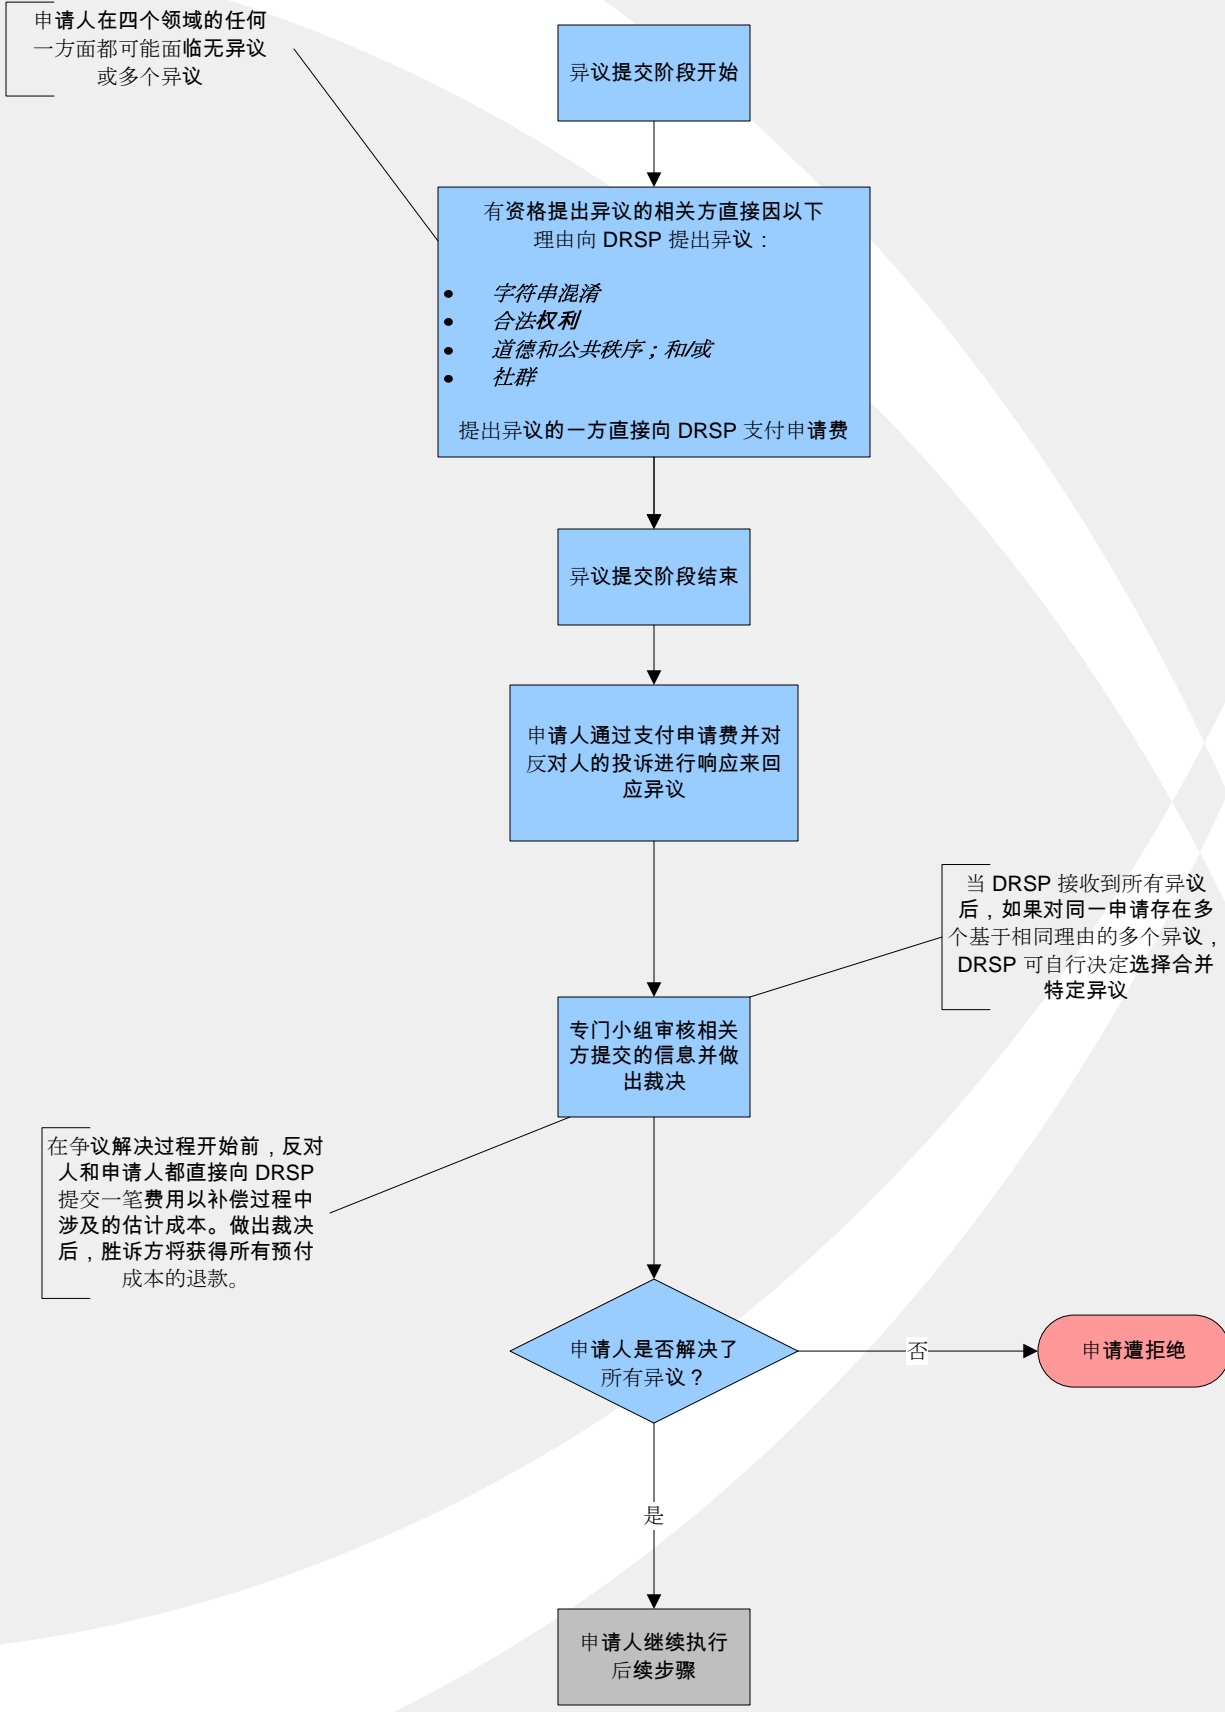 申请人在四个领域的任何
一方面都可能面临无异议
或多个异议
异议提交阶段开始
有资格提出异议的相关方直接因以下
理由向 DRSP 提出异议：
• 字符串混淆
• 合法权利
• 道德和公共秩序；和/或
• 社群
提出异议的一方直接向 DRSP 支付申请费
异议提交阶段结束
申请人通过支付申请费并对
反对人的投诉进行响应来回
应异议
当 DRSP 接收到所有异议
后，如果对同一申请存在多
个基于相同理由的多个异议，
DRSP 可自行决定选择合并
特定异议
专门小组审核相关
方提交的信息并做
出裁决
在争议解决过程开始前，反对
人和申请人都直接向 DRSP
提交一笔费用以补偿过程中
涉及的估计成本。做出裁决
后，胜诉方将获得所有预付
成本的退款。
申请人是否解决了
所有异议？
否
申请遭拒绝
是
申请人继续执行
后续步骤